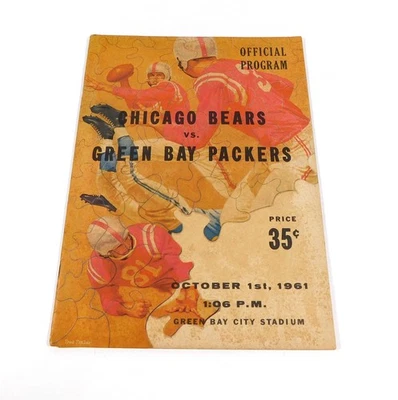 OFFICIAL
PROGRAM
CHICAGO BEARS
vs.
GREEN BAY PACKERS
PRICE
35¢
OCTOBER 1st, 1961
1:06 P.M.
GREEN BAY CITY STADIUM
81